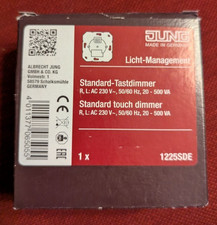 JUNG
MADE IN GERMANY
Licht-Management
ALBRECHT JUNG
GMBH & CO. KG
Volmestr. 1
58579 Schalksmühle
GERMANY
Standard-Tastdimmer
R, L: AC 230 V~, 50/60 Hz, 20 - 500 VA
Standard touch dimmer
R, L: AC 230 V~, 50/60 Hz, 20 - 500 VA
1 x
1225SDE
EAC